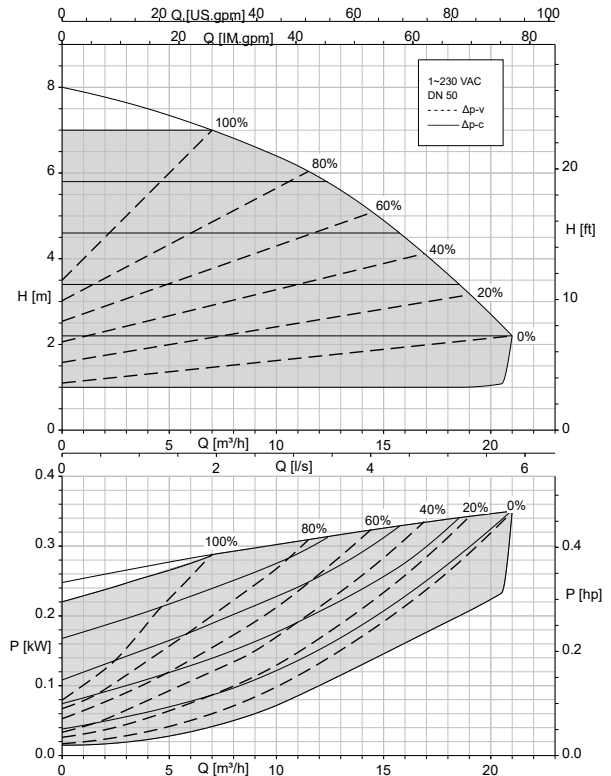 0 20 Q [US.gpm] 40 60 80 100
0 20 Q [IM.gpm] 40 60 80
8
6
4
H [m]
2
0
1~230 VAC
DN 50
Δp-v
Δp-c
100%
80%
60%
40%
20%
0%
20
H [ft]
10
0
0 Q [m³/h] 5 10 15 20
0 2 Q [l/s] 4 6
0.4
0.3
0.2
P [kW]
0.1
0.0
100% 80% 60% 40% 20% 0%
0.4
P [hp]
0.2
0.0
0 5 Q [m³/h] 10 15 20